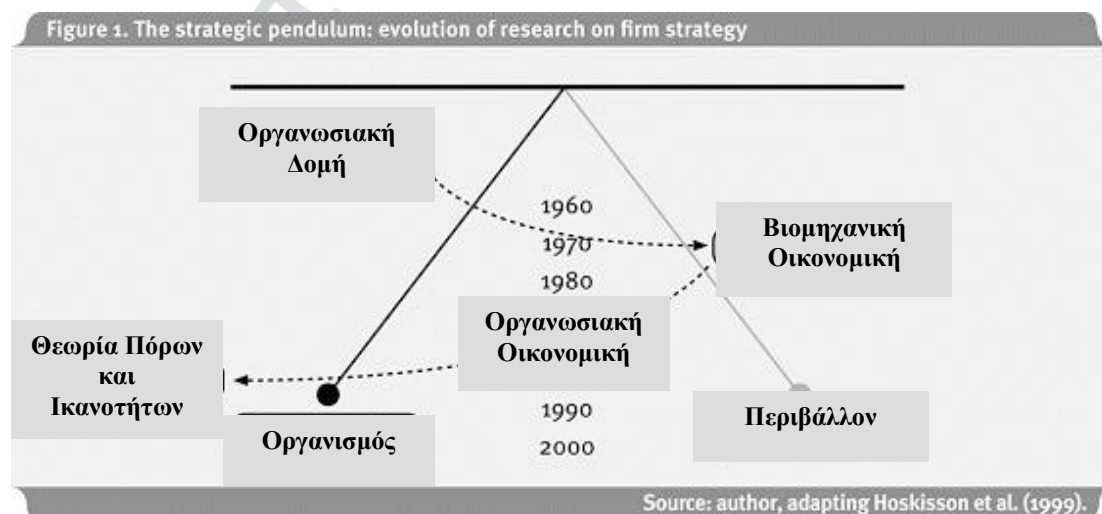 Figure 1. The strategic pendulum: evolution of research on firm strategy
Οργανωσιακή
Δομή
1960
1970
1980
Βιομηχανική
Οικονομική
Οργανωσιακή
Οικονομική
Θεωρία Πόρων
και
Ικανοτήτων
Οργανισμός
1990
2000
Περιβάλλον
Source: author, adapting Hoskisson et al. (1999).